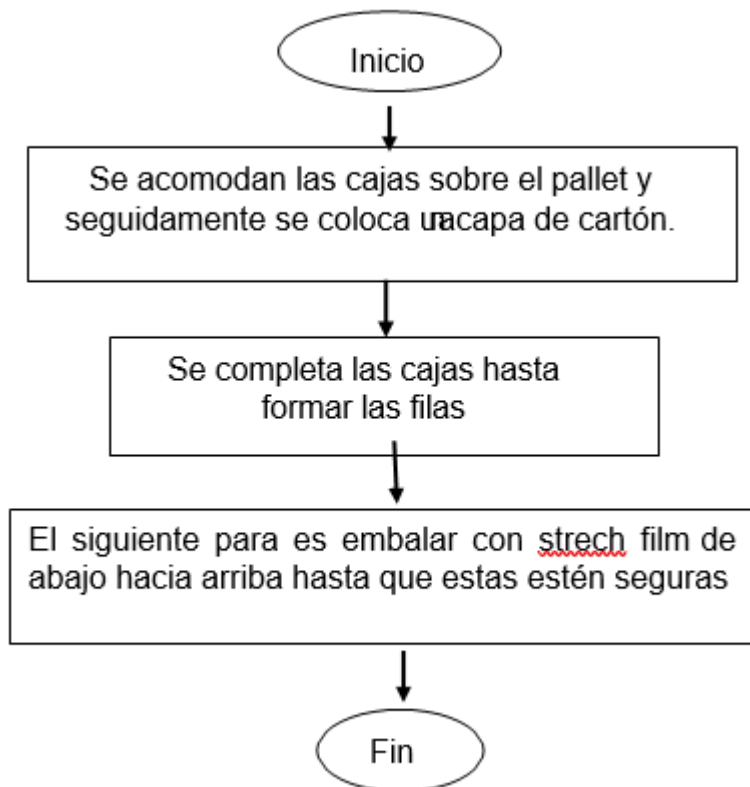 Inicio
Se acomodan las cajas sobre el pallet y
seguidamente se coloca unacapa de cartón.
Se completa las cajas hasta
formar las filas
El siguiente para es embalar con strech film de
abajo hacia arriba hasta que estas estén seguras
Fin